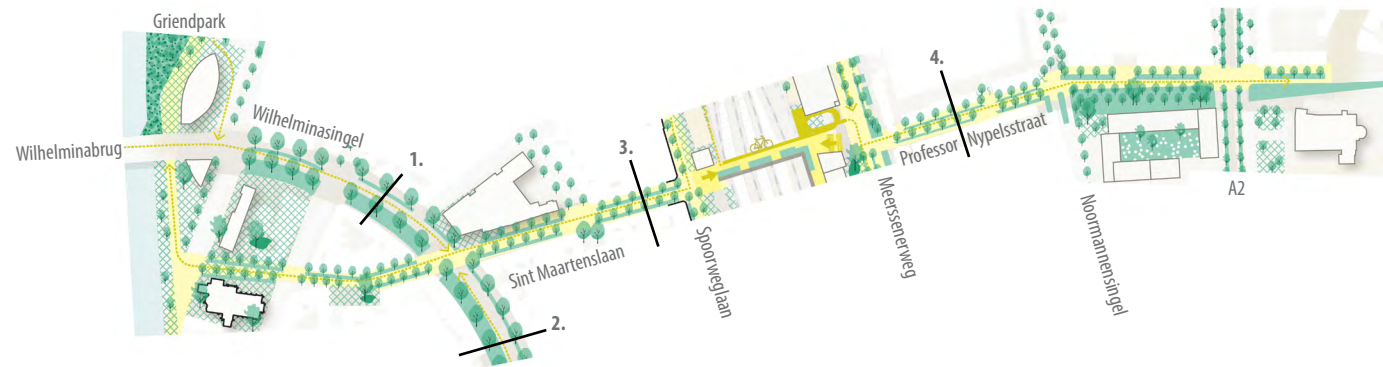 Griendpark
Wilhelminasingel
Wilhelminabrug
1.
2.
3.
4.
Sint Maartenslaan
Spoorweglaan
Meerssenerweg
Professor Nypelsstraat
Noormannensingel
A2